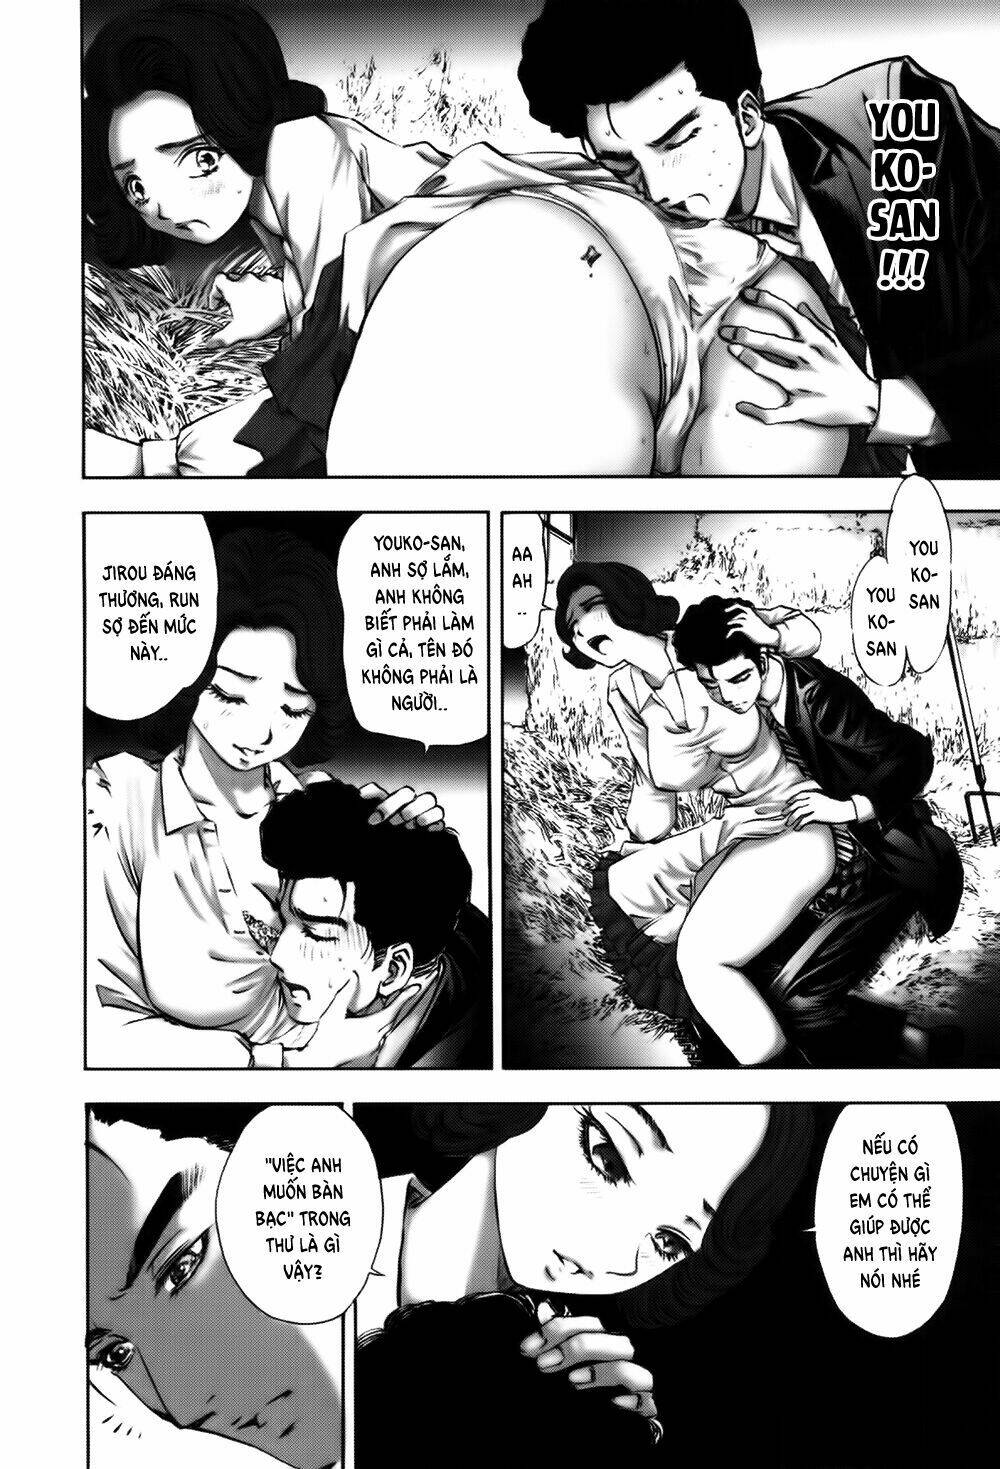 YOU
KO-
SAN
!!!
YOU
KO-
SAN
YOU
KO-
SAN
AA
AH
..
YOUKO-SAN,
ANH SỢ LẮM,
ANH KHÔNG
BIẾT PHẢI LÀM
GÌ CẢ, TÊN ĐÓ
KHÔNG PHẢI LÀ
NGƯỜI..
JIROU ĐÁNG
THƯƠNG, RUN
SỢ ĐẾN MỨC
NÀY..
NẾU CÓ
CHUYỆN GÌ
EM CÓ THỂ
GIÚP ĐƯỢC
ANH THÌ HÃY
NÓI NHÉ
"VIỆC ANH
MUỐN BÀN
BẠC" TRONG
THƯ LÀ GÌ
VẬY?